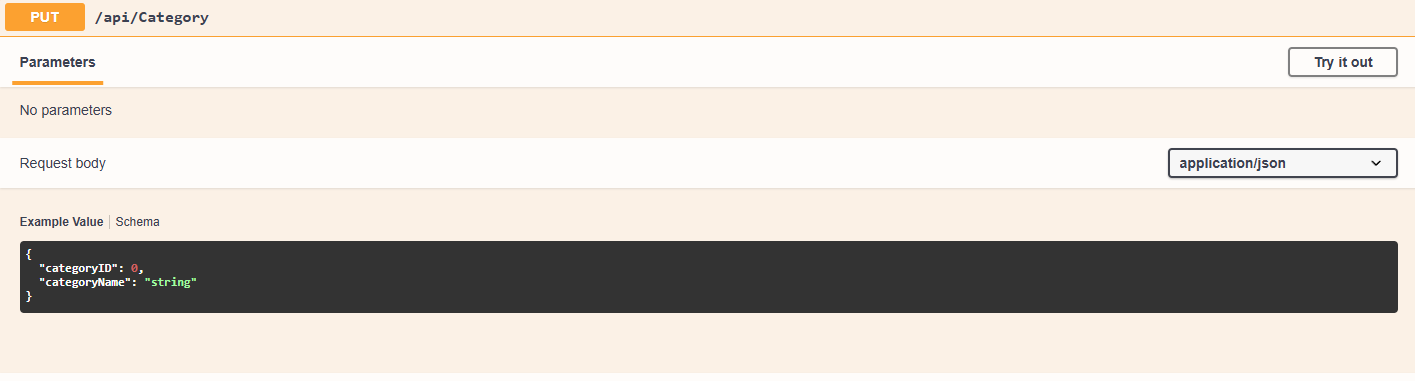 PUT /api/Category
Parameters Try it out
No parameters
Request body application/json
Example Value | Schema
{
  "categoryID": 0,
  "categoryName": "string"
}